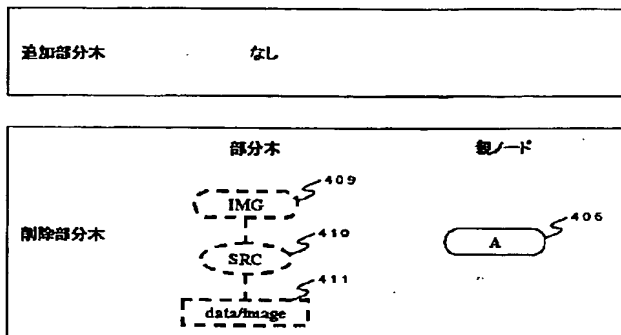 追加部分木 なし
部分木 親ノード
409
IMG
削除部分木
410
406
A
SRC
411
data/image